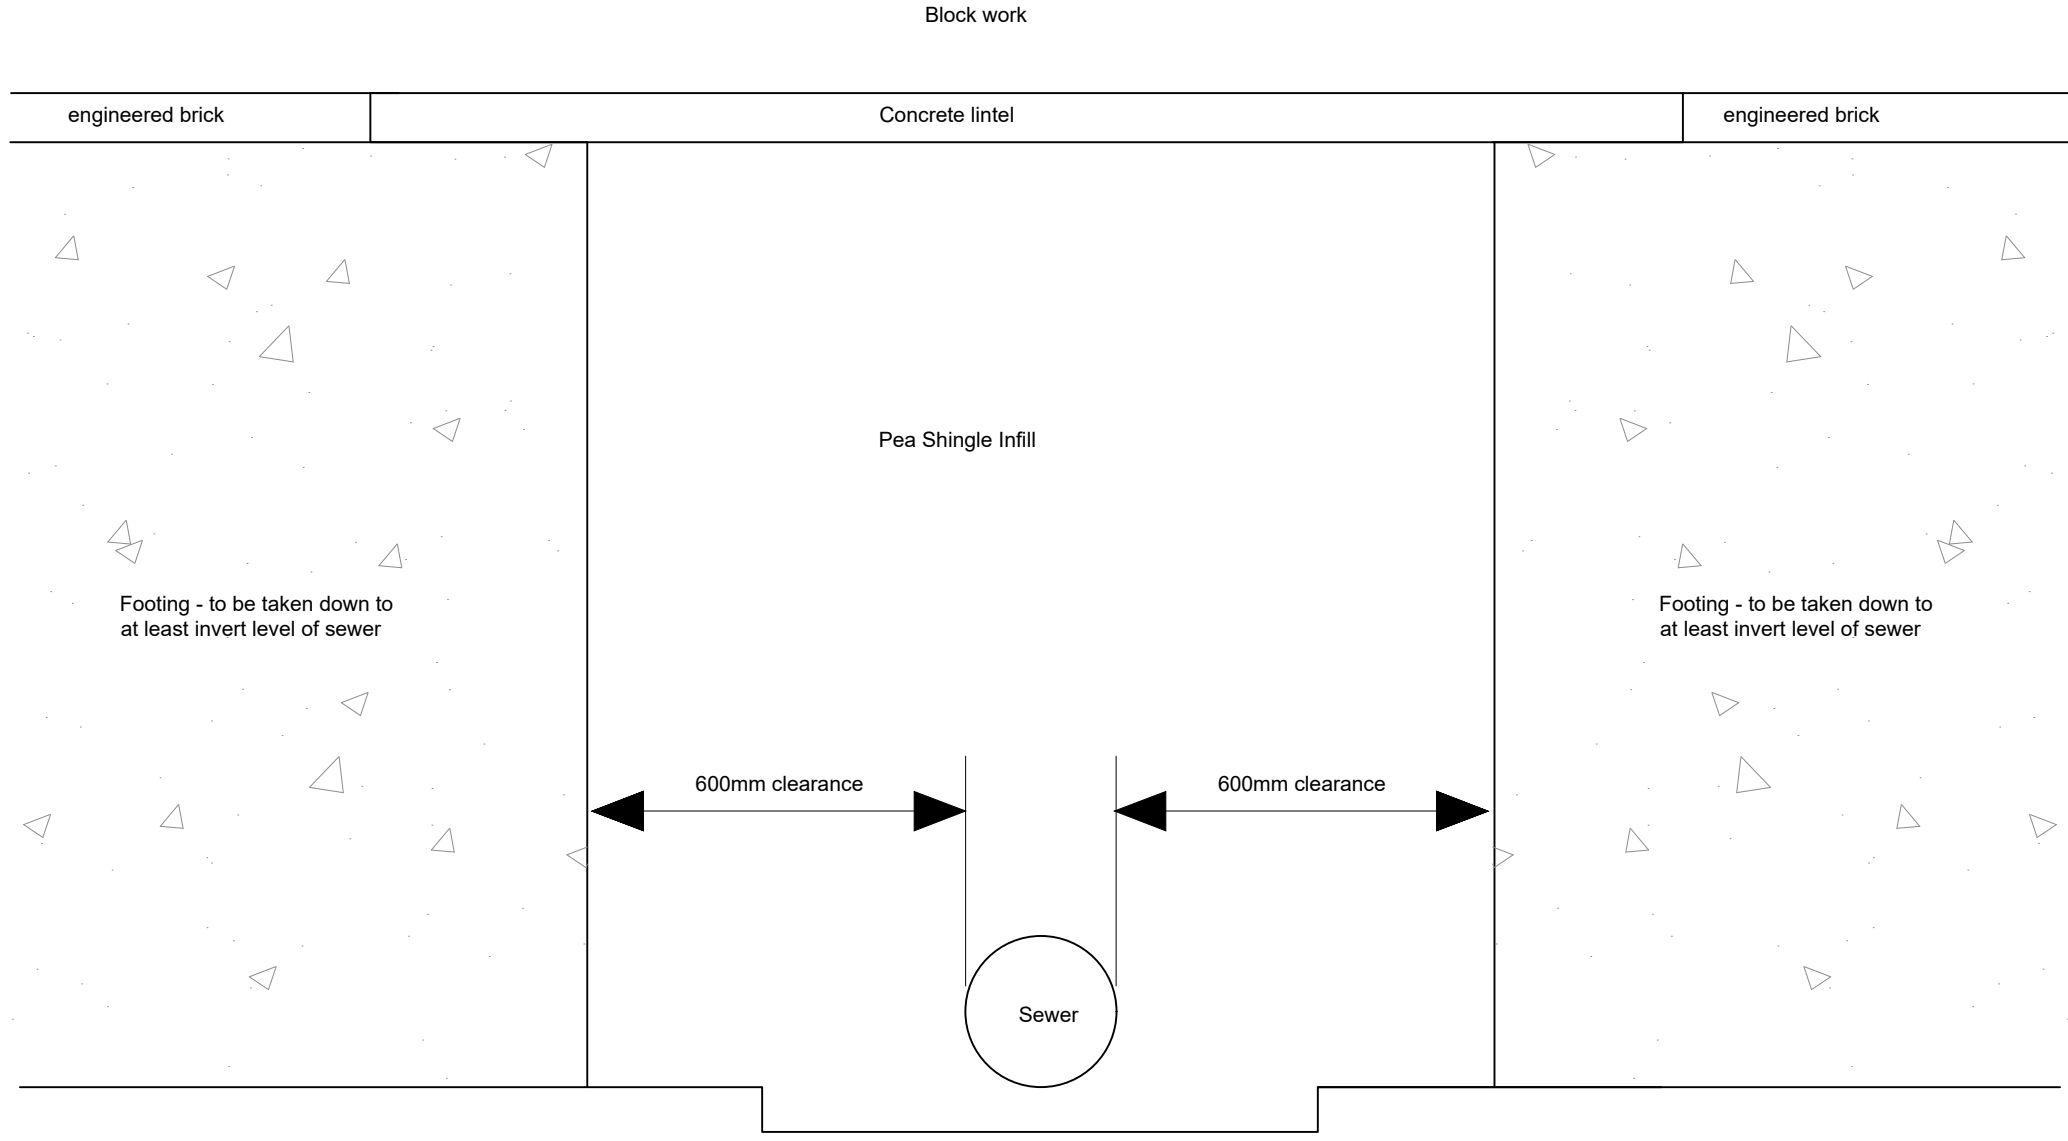 Block work
engineered brick
Concrete lintel
engineered brick
Pea Shingle Infill
Footing - to be taken down to
at least invert level of sewer
Footing - to be taken down to
at least invert level of sewer
600mm clearance
600mm clearance
Sewer